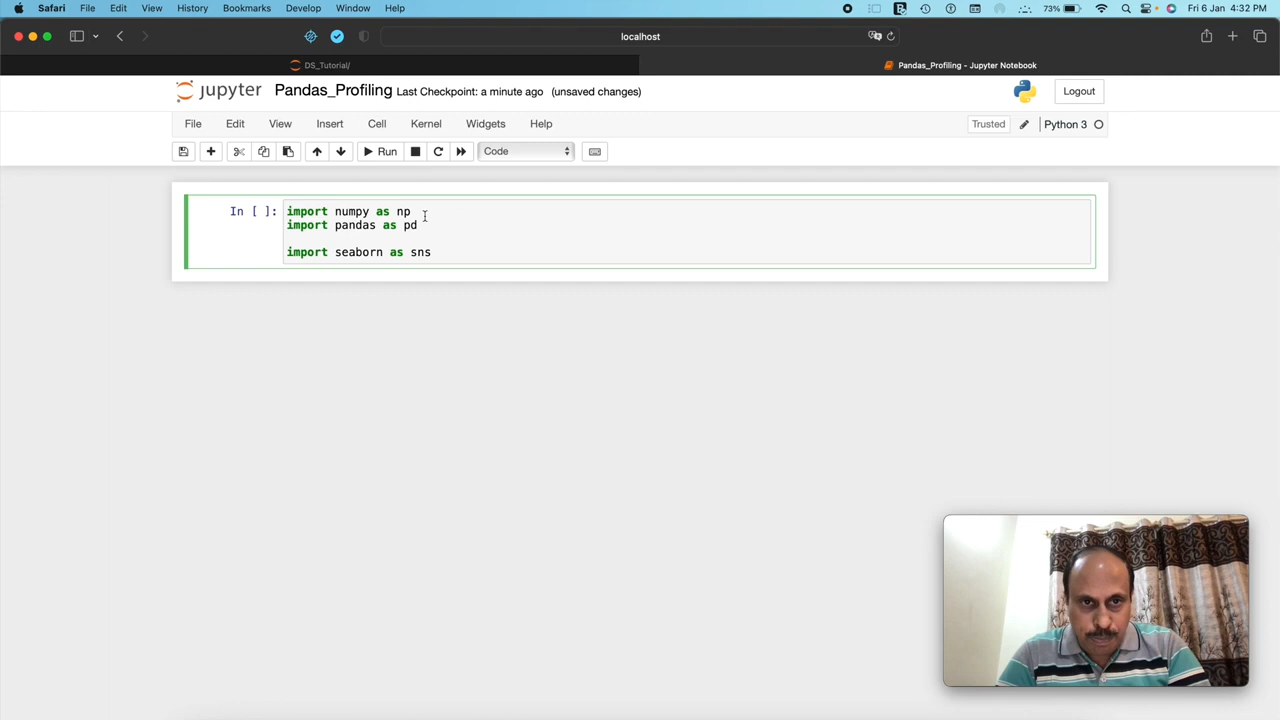 Safari File Edit View History Bookmarks Develop Window Help 73% Fri 6 Jan 4:32 PM
localhost
DS_Tutorial/ Pandas_Profiling - Jupyter Notebook
jupyter Pandas_Profiling Last Checkpoint: a minute ago (unsaved changes) Logout
File Edit View Insert Cell Kernel Widgets Help Trusted Python 3
Run Code
In [ ]: import numpy as np
import pandas as pd
import seaborn as sns